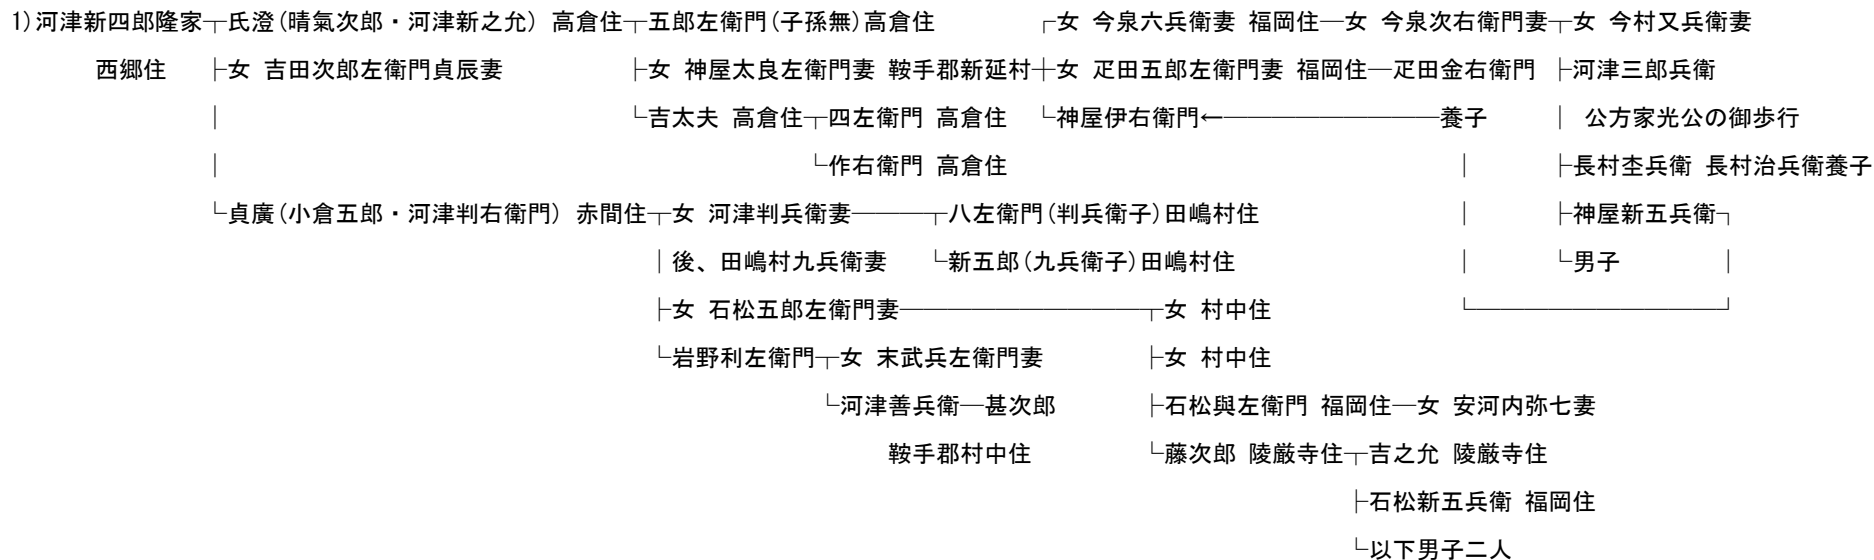 1)河津新四郎隆家┬氏澄(晴氣次郎・河津新之允) 高倉住┬五郎左衛門(子孫無)高倉住 ┌女 今泉六兵衛妻 福岡住─女 今泉次右衛門妻┬女 今村又兵衛妻
西郷住 ├女 吉田次郎左衛門貞辰妻 ├女 神屋太良左衛門妻 鞍手郡新延村┼女 疋田五郎左衛門妻 福岡住─疋田金右衛門 ├河津三郎兵衛
│ └吉太夫 高倉住┬四左衛門 高倉住 └神屋伊右衛門←─────────養子 │ 公方家光公の御歩行
│ └作右衛門 高倉住 │ ├長村杢兵衛 長村治兵衛養子
└貞廣(小倉五郎・河津判右衛門) 赤間住┬女 河津判兵衛妻───┬八左衛門(判兵衛子)田嶋村住 │ ├神屋新五兵衛┐
│後、田嶋村九兵衛妻 └新五郎(九兵衛子)田嶋村住 │ └男子 │
├女 石松五郎左衛門妻──────────┬女 村中住 └──────────┘
└岩野利左衛門┬女 末武兵左衛門妻 ├女 村中住
└河津善兵衛─甚次郎 ├石松與左衛門 福岡住─女 安河内弥七妻
鞍手郡村中住 └藤次郎 陵厳寺住┬吉之允 陵厳寺住
├石松新五兵衛 福岡住
└以下男子二人